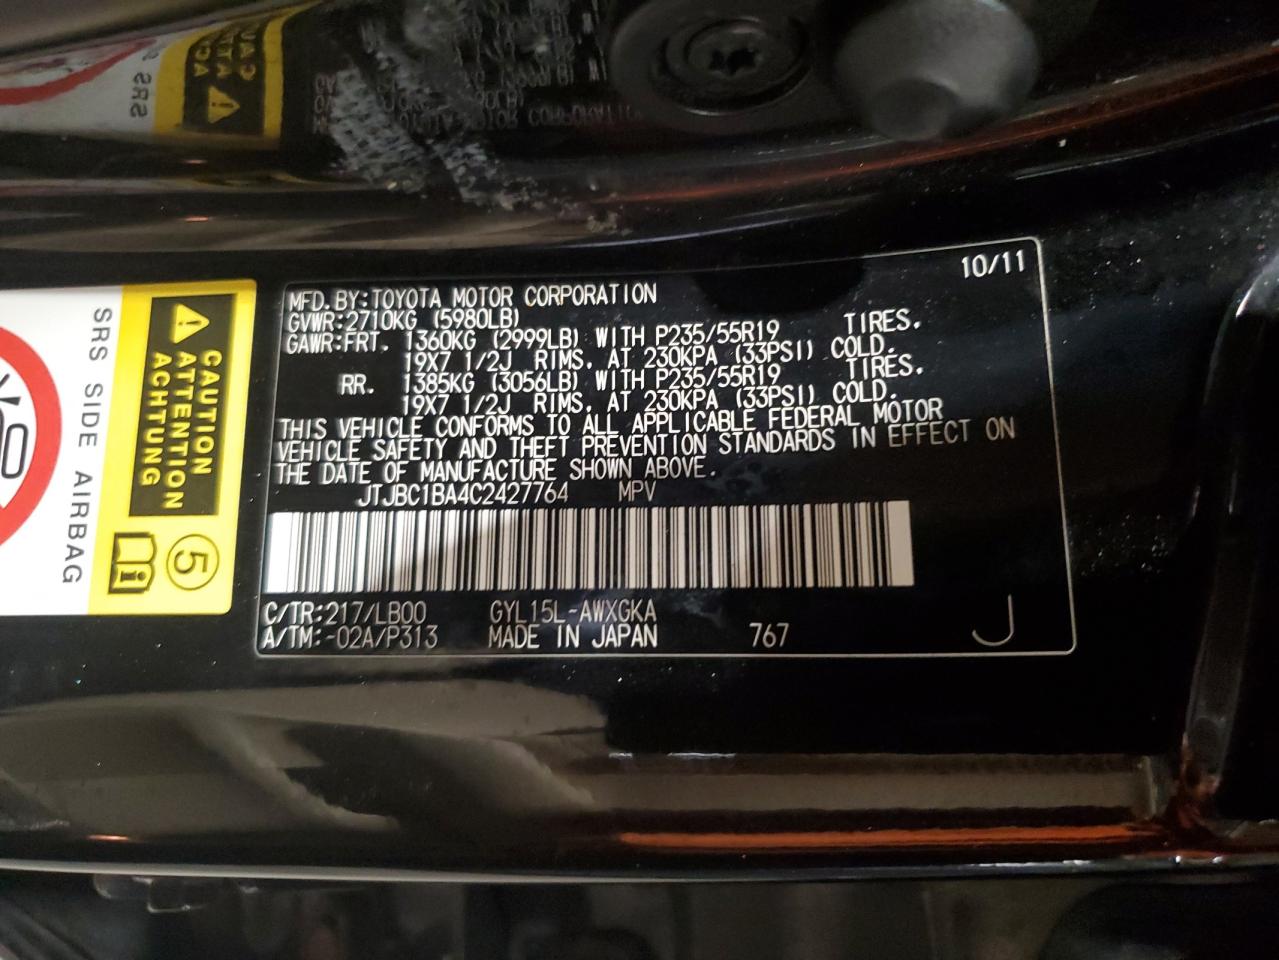 10/11
MFD. BY: TOYOTA MOTOR CORPORATION
GVWR: 2710KG (5980LB)
GAWR: FRT. 1360KG (2999LB) WITH P235/55R19 TIRES.
19X7 1/2J RIMS. AT 230KPA (33PSI) COLD.
RR. 1385KG (3056LB) WITH P235/55R19 TIRES.
19X7 1/2J RIMS. AT 230KPA (33PSI) COLD.
THIS VEHICLE CONFORMS TO ALL APPLICABLE FEDERAL MOTOR
VEHICLE SAFETY AND THEFT PREVENTION STANDARDS IN EFFECT ON
THE DATE OF MANUFACTURE SHOWN ABOVE.
JTJBC1BA4C2427764 MPV
C/TR: 217/LB00 GYL15L-AWXGKA
A/TM: -02A/P313 MADE IN JAPAN 767 J
CAUTION
ATTENTION
ACHTUNG
5
SRS SIDE AIRBAG